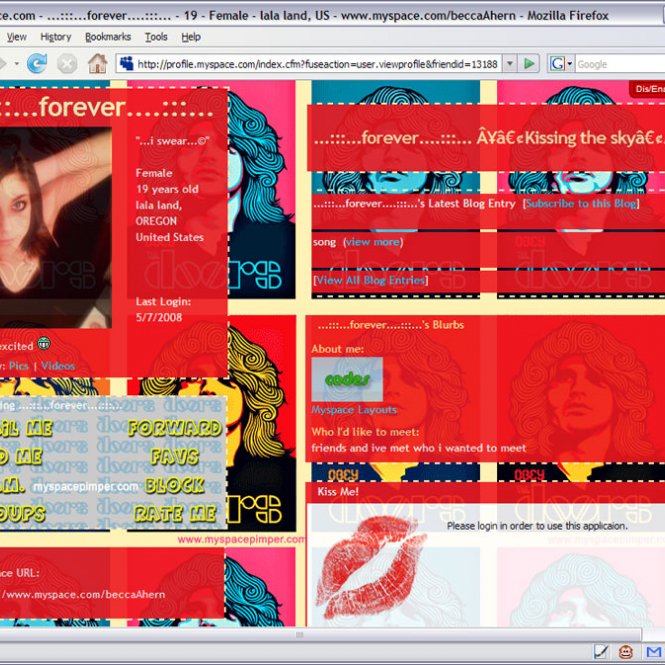 ce.com - ...:::...forever....:::... - 19 - Female - lala land, US - www.myspace.com/beccaAhern - Mozilla Firefox
View History Bookmarks Tools Help
http://profile.myspace.com/index.cfm?fuseaction=user.viewprofile&friendid=13188
Google
Dis/Ena
::...forever....:::...
"...i swear...©"
Female
19 years old
lala land,
OREGON
United States
Last Login:
5/7/2008
excited
: Pics | Videos
ing ...:::...forever....:::...
IL ME FORWARD
D ME FAVS
.M. myspacepimper.com BLOCK
OUPS RATE ME
www.myspacepimper.com
ce URL:
//www.myspace.com/beccaAhern
...:::...forever....:::... Â¥â€¢Kissing the skyâ€¢
...:::...forever....:::...'s Latest Blog Entry [Subscribe to this Blog]
song (view more)
[View All Blog Entries]
...:::...forever....:::...'s Blurbs
About me:
codes
Myspace Layouts
Who I'd like to meet:
friends and ive met who i wanted to meet
Kiss Me!
Please login in order to use this applicaion.
the doors
OBEY